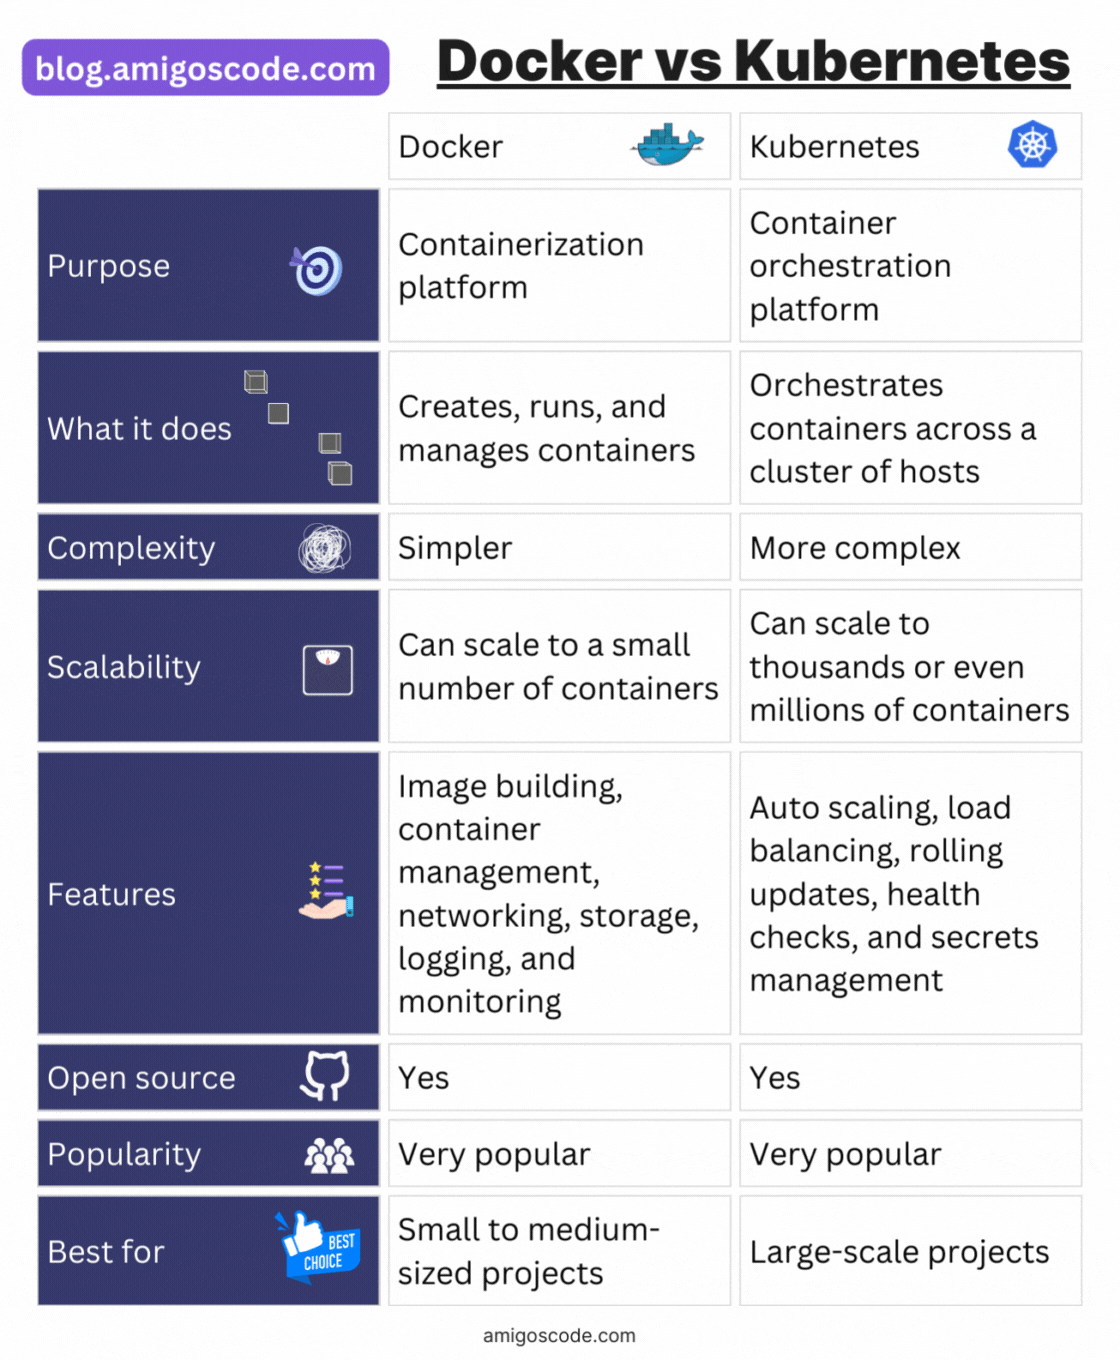 blog.amigoscode.com
Docker vs Kubernetes
Docker
Kubernetes
Purpose
Containerization
platform
Container
orchestration
platform
What it does
Creates, runs, and
manages containers
Orchestrates
containers across a
cluster of hosts
Complexity
Simpler
More complex
Scalability
Can scale to a small
number of containers
Can scale to
thousands or even
millions of containers
Features
Image building,
container
management,
networking, storage,
logging, and
monitoring
Auto scaling, load
balancing, rolling
updates, health
checks, and secrets
management
Open source
Yes
Yes
Popularity
Very popular
Very popular
Best for
BEST
CHOICE
Small to medium-
sized projects
Large-scale projects
amigoscode.com